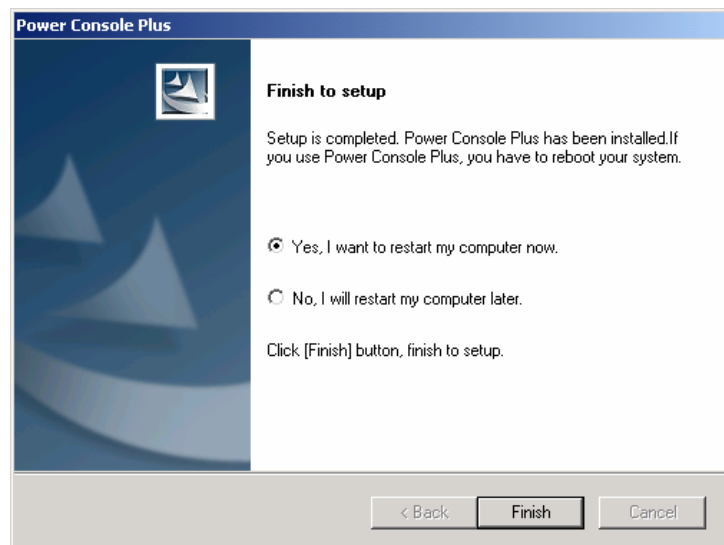 Power Console Plus
Finish to setup
Setup is completed. Power Console Plus has been installed.If
you use Power Console Plus, you have to reboot your system.
Yes, I want to restart my computer now.
No, I will restart my computer later.
Click [Finish] button, finish to setup.
< Back
Finish
Cancel